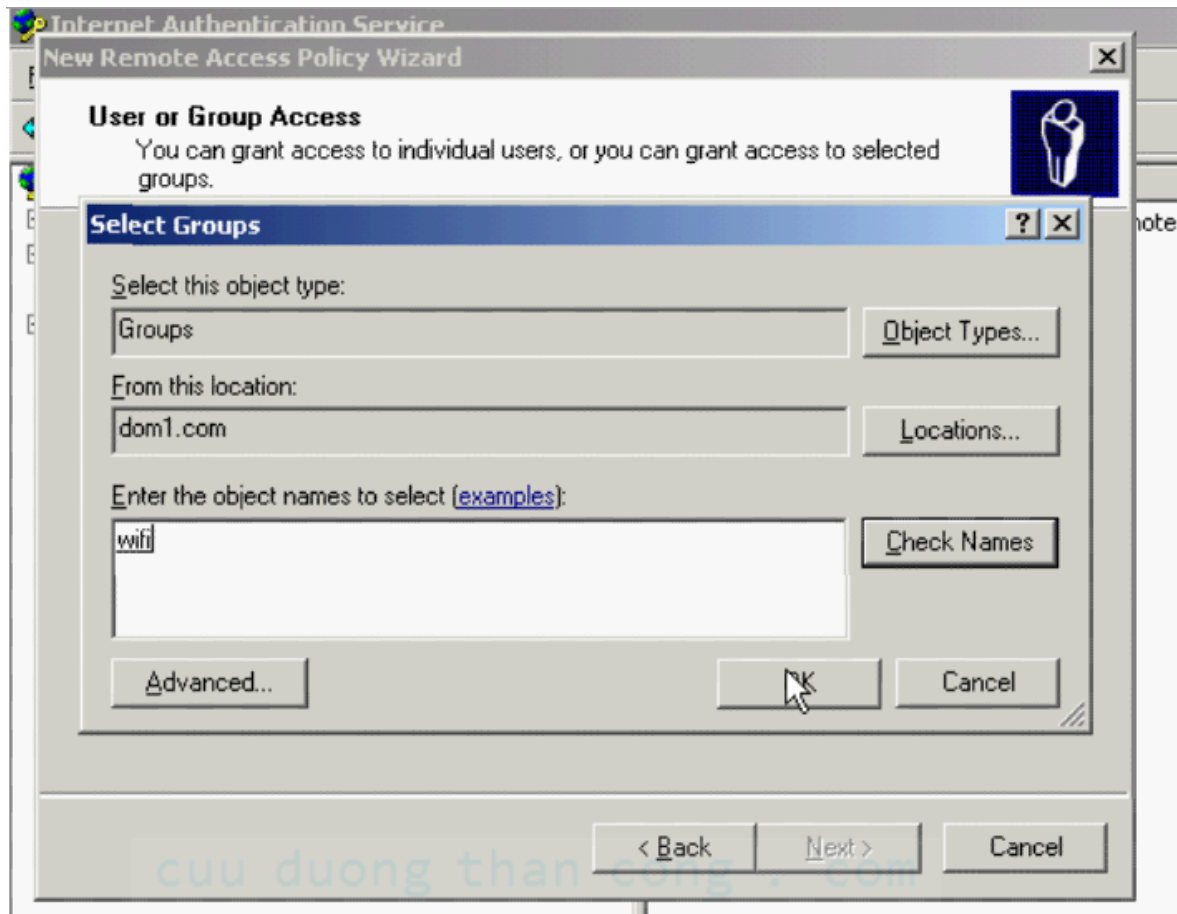 Internet Authentication Service
New Remote Access Policy Wizard
User or Group Access
You can grant access to individual users, or you can grant access to selected
groups.
Select Groups
Select this object type:
Groups
Object Types...
From this location:
dom1.com
Locations...
Enter the object names to select (examples):
wifi
Check Names
Advanced...
OK
Cancel
< Back
Next >
Cancel
cuu duong than cong . com